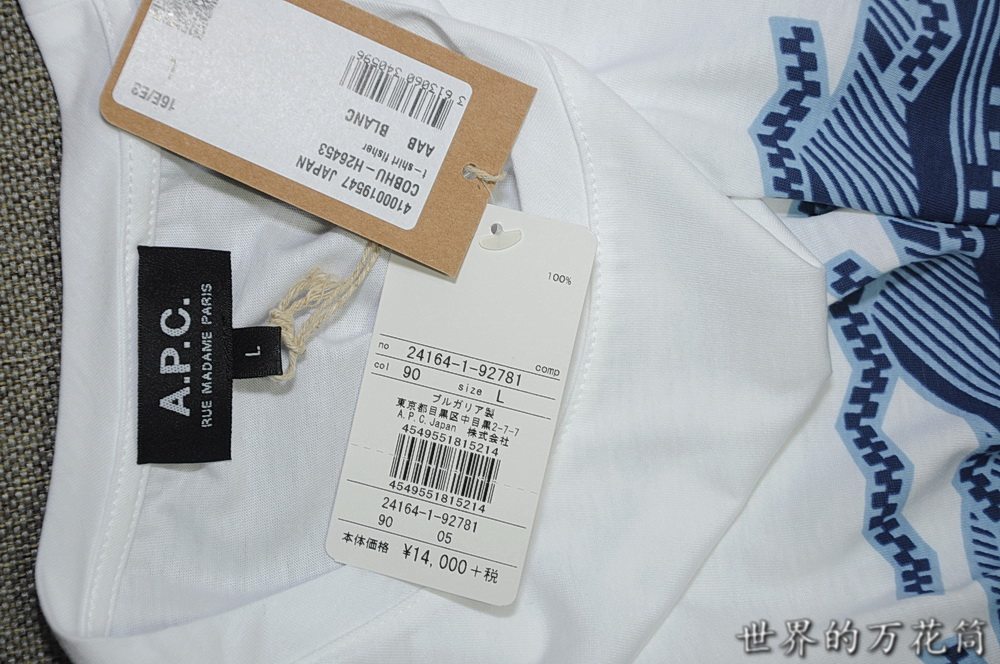 4100019547 JAPAN
COBHU-H26453
t-shirt fisher
AAB
BLANC
3 613060 340596
16E/E3
A.P.C.
RUE MADAME PARIS
L
100%
no 24164-1-92781 comp
col 90 size L
ブルガリア製
東京都目黒区中目黒2-7-7
A.P.C.Japan 株式会社
4549551815214
4549551815214
24164-1-92781
90 05
本体価格 ¥14,000+税
世界的万花筒